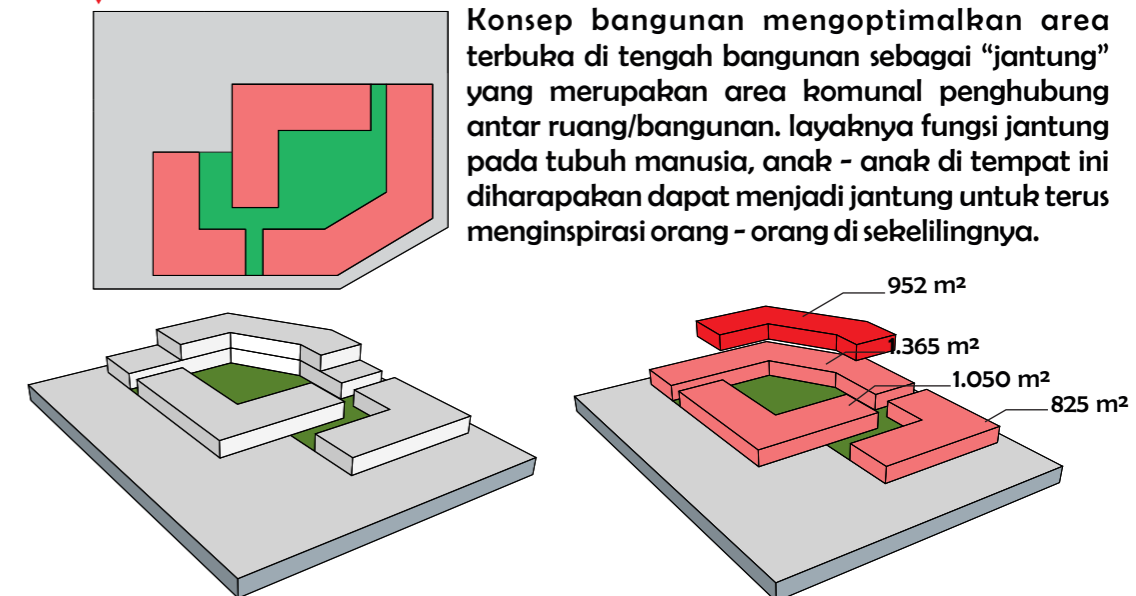 Konsep bangunan mengoptimalkan area
terbuka di tengah bangunan sebagai “jantung”
yang merupakan area komunal penghubung
antar ruang/bangunan. layaknya fungsi jantung
pada tubuh manusia, anak - anak di tempat ini
diharapakan dapat menjadi jantung untuk terus
menginspirasi orang - orang di sekelilingnya.
952 m²
1.365 m²
1.050 m²
825 m²